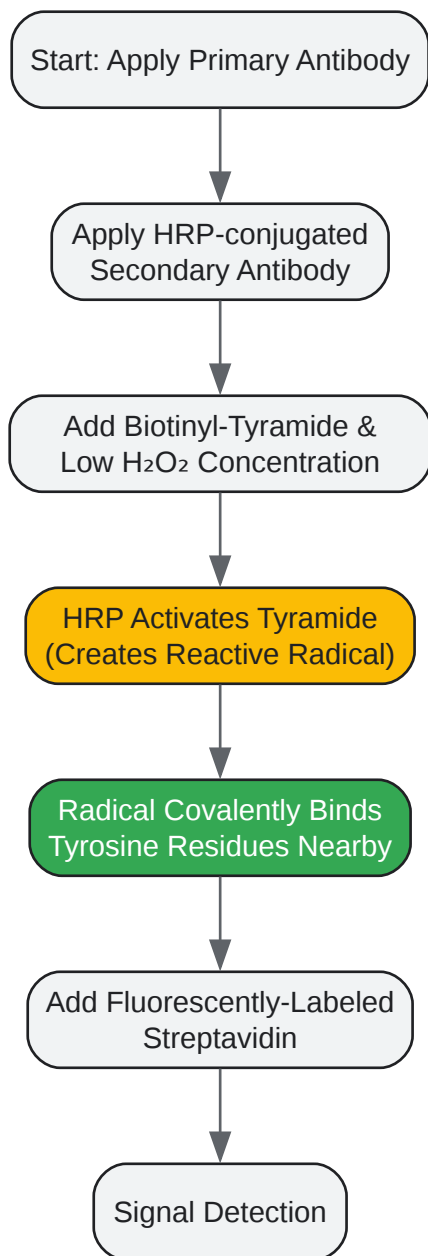 Start: Apply Primary Antibody
Apply HRP-conjugated
Secondary Antibody
Add Biotinyl-Tyramide &
Low H₂O₂ Concentration
HRP Activates Tyramide
(Creates Reactive Radical)
Radical Covalently Binds
Tyrosine Residues Nearby
Add Fluorescently-Labeled
Streptavidin
Signal Detection